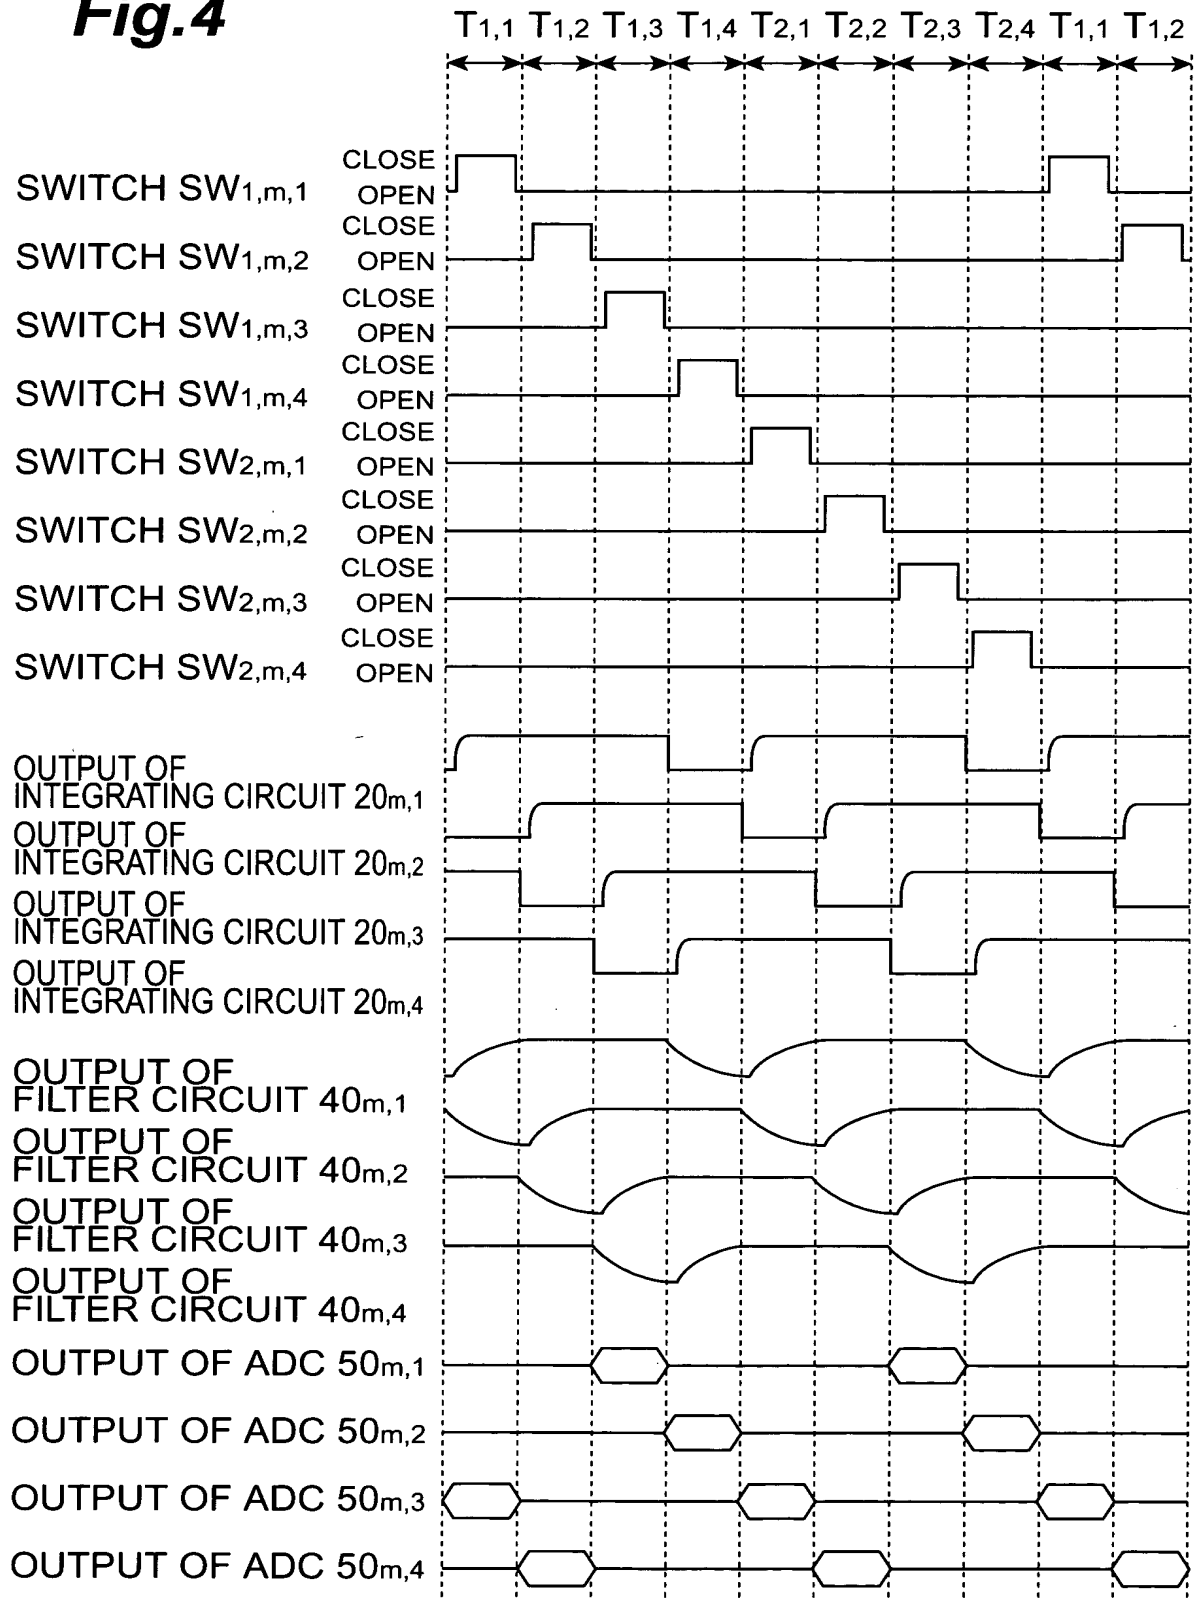 Fig.4
T1,1 T1,2 T1,3 T1,4 T2,1 T2,2 T2,3 T2,4 T1,1 T1,2
SWITCH SW1,m,1 CLOSE
OPEN
SWITCH SW1,m,2 CLOSE
OPEN
SWITCH SW1,m,3 CLOSE
OPEN
SWITCH SW1,m,4 CLOSE
OPEN
SWITCH SW2,m,1 CLOSE
OPEN
SWITCH SW2,m,2 CLOSE
OPEN
SWITCH SW2,m,3 CLOSE
OPEN
SWITCH SW2,m,4 CLOSE
OPEN
OUTPUT OF
INTEGRATING CIRCUIT 20m,1
OUTPUT OF
INTEGRATING CIRCUIT 20m,2
OUTPUT OF
INTEGRATING CIRCUIT 20m,3
OUTPUT OF
INTEGRATING CIRCUIT 20m,4
OUTPUT OF
FILTER CIRCUIT 40m,1
OUTPUT OF
FILTER CIRCUIT 40m,2
OUTPUT OF
FILTER CIRCUIT 40m,3
OUTPUT OF
FILTER CIRCUIT 40m,4
OUTPUT OF ADC 50m,1
OUTPUT OF ADC 50m,2
OUTPUT OF ADC 50m,3
OUTPUT OF ADC 50m,4